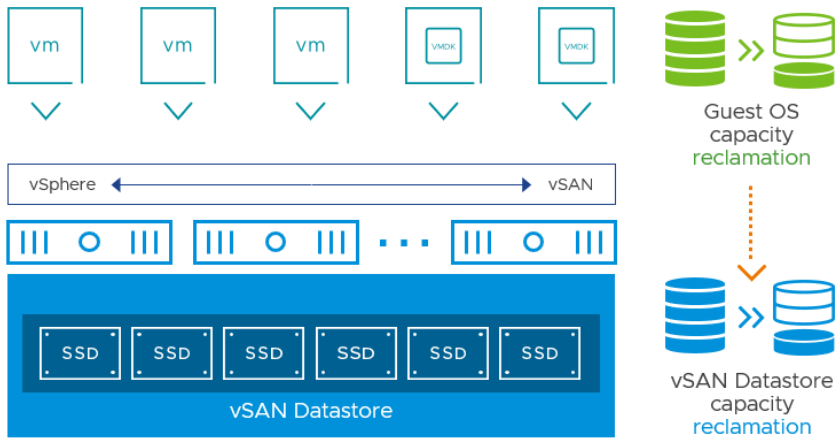 vm
vm
vm
VMDK
VMDK
Guest OS
capacity
reclamation
vSphere
vSAN
SSD
SSD
SSD
SSD
SSD
SSD
vSAN Datastore
vSAN Datastore
capacity
reclamation